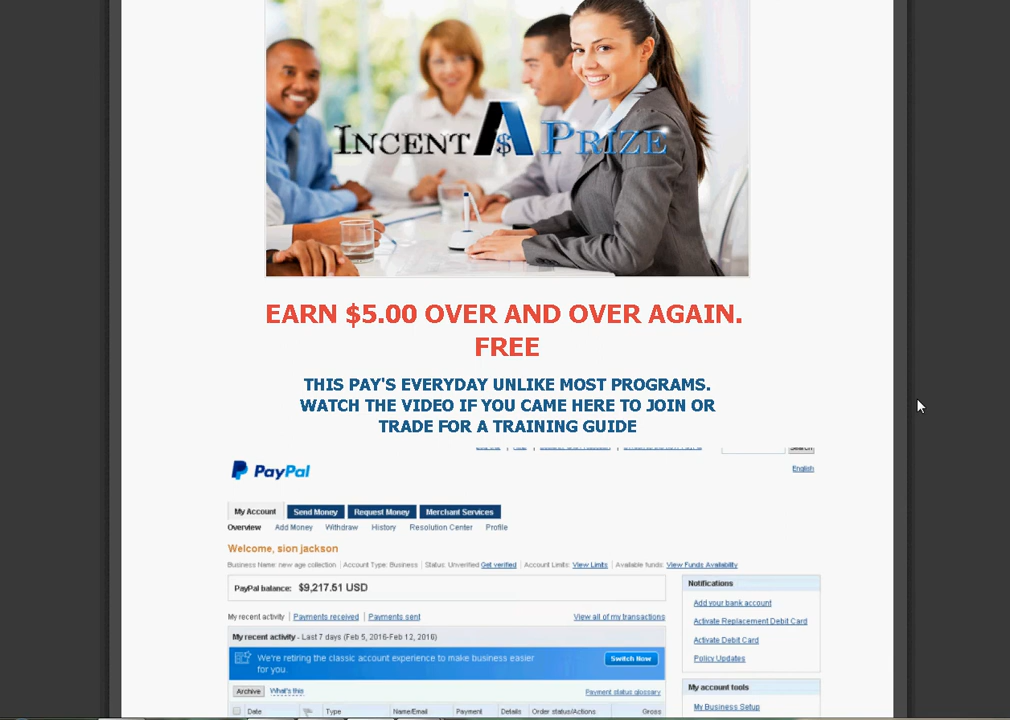 INCENT A $ PRIZE
EARN $5.00 OVER AND OVER AGAIN.
FREE
THIS PAY'S EVERYDAY UNLIKE MOST PROGRAMS.
WATCH THE VIDEO IF YOU CAME HERE TO JOIN OR
TRADE FOR A TRAINING GUIDE
PayPal
English
My Account Send Money Request Money Merchant Services
Overview Add Money Withdraw History Resolution Center Profile
Welcome, sion jackson
Business Name: new age collection | Account Type: Business | Status: Unverified Get verified | Account Limits: View Limits | Available funds: View Funds Availability
PayPal balance: $9,217.51 USD
Notifications
Add your bank account
Activate Replacement Debit Card
Activate Debit Card
Policy Updates
My recent activity | Payments received | Payments sent View all of my transactions
My recent activity - Last 7 days (Feb 5, 2016-Feb 12, 2016)
We're retiring the classic account experience to make business easier
for you.
Switch Now
My account tools
My Business Setup
Archive What's this Payment status glossary
Date Type Name/Email Payment Details Order status/Actions Gross